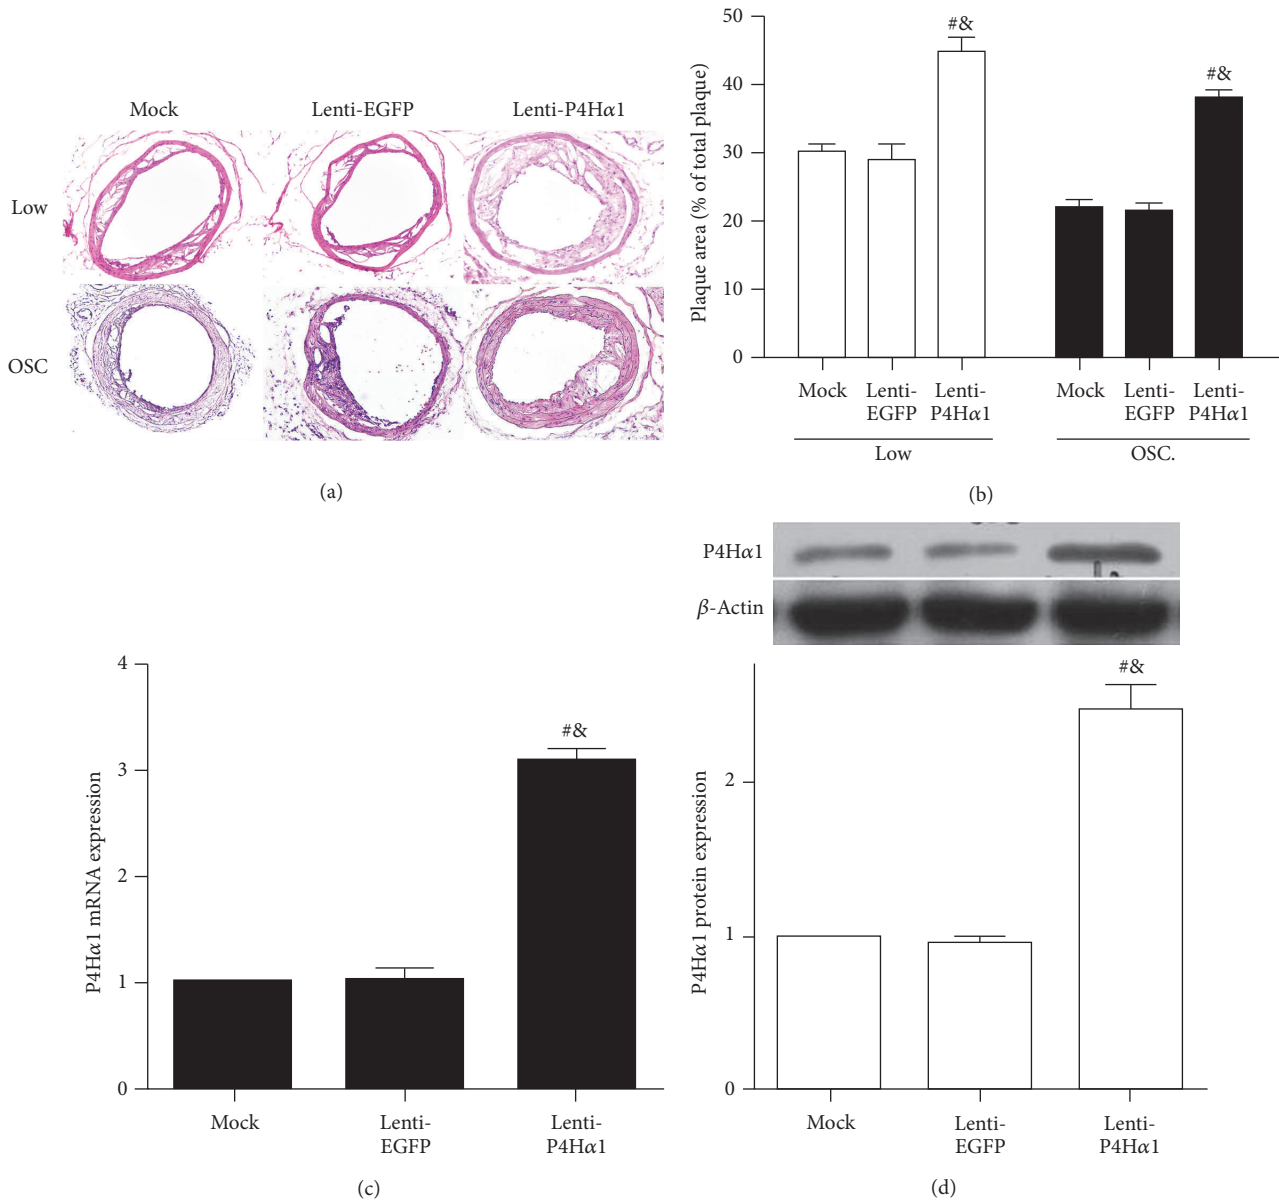 Mock
Lenti-EGFP
Lenti-P4Hα1
Low
OSC
(a)
Plaque area (% of total plaque)
50
40
30
20
10
0
#&
#&
Mock
Lenti-
EGFP
Lenti-
P4Hα1
Mock
Lenti-
EGFP
Lenti-
P4Hα1
Low
OSC.
(b)
P4Hα1 mRNA expression
4
3
2
1
0
#&
Mock
Lenti-
EGFP
Lenti-
P4Hα1
(c)
P4Hα1
β-Actin
P4Hα1 protein expression
2
1
0
#&
Mock
Lenti-
EGFP
Lenti-
P4Hα1
(d)